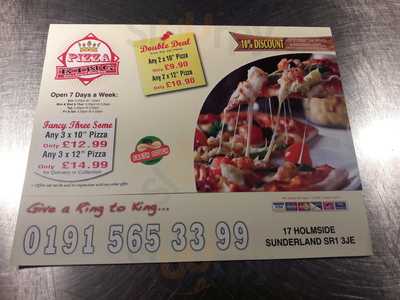 PIZZA
KING
Open 7 Days a Week:
Double Deal
Any 2 x 10" Pizza
Only £9.90
Any 2 x 12" Pizza
Only £10.90
10% DISCOUNT
Fancy Three Some
Any 3 x 10" Pizza
Only £12.99
Any 3 x 12" Pizza
Only £14.99
for Delivery or Collection
Give a Ring to King...
0191 565 33 99
17 HOLMSIDE
SUNDERLAND SR1 3JE